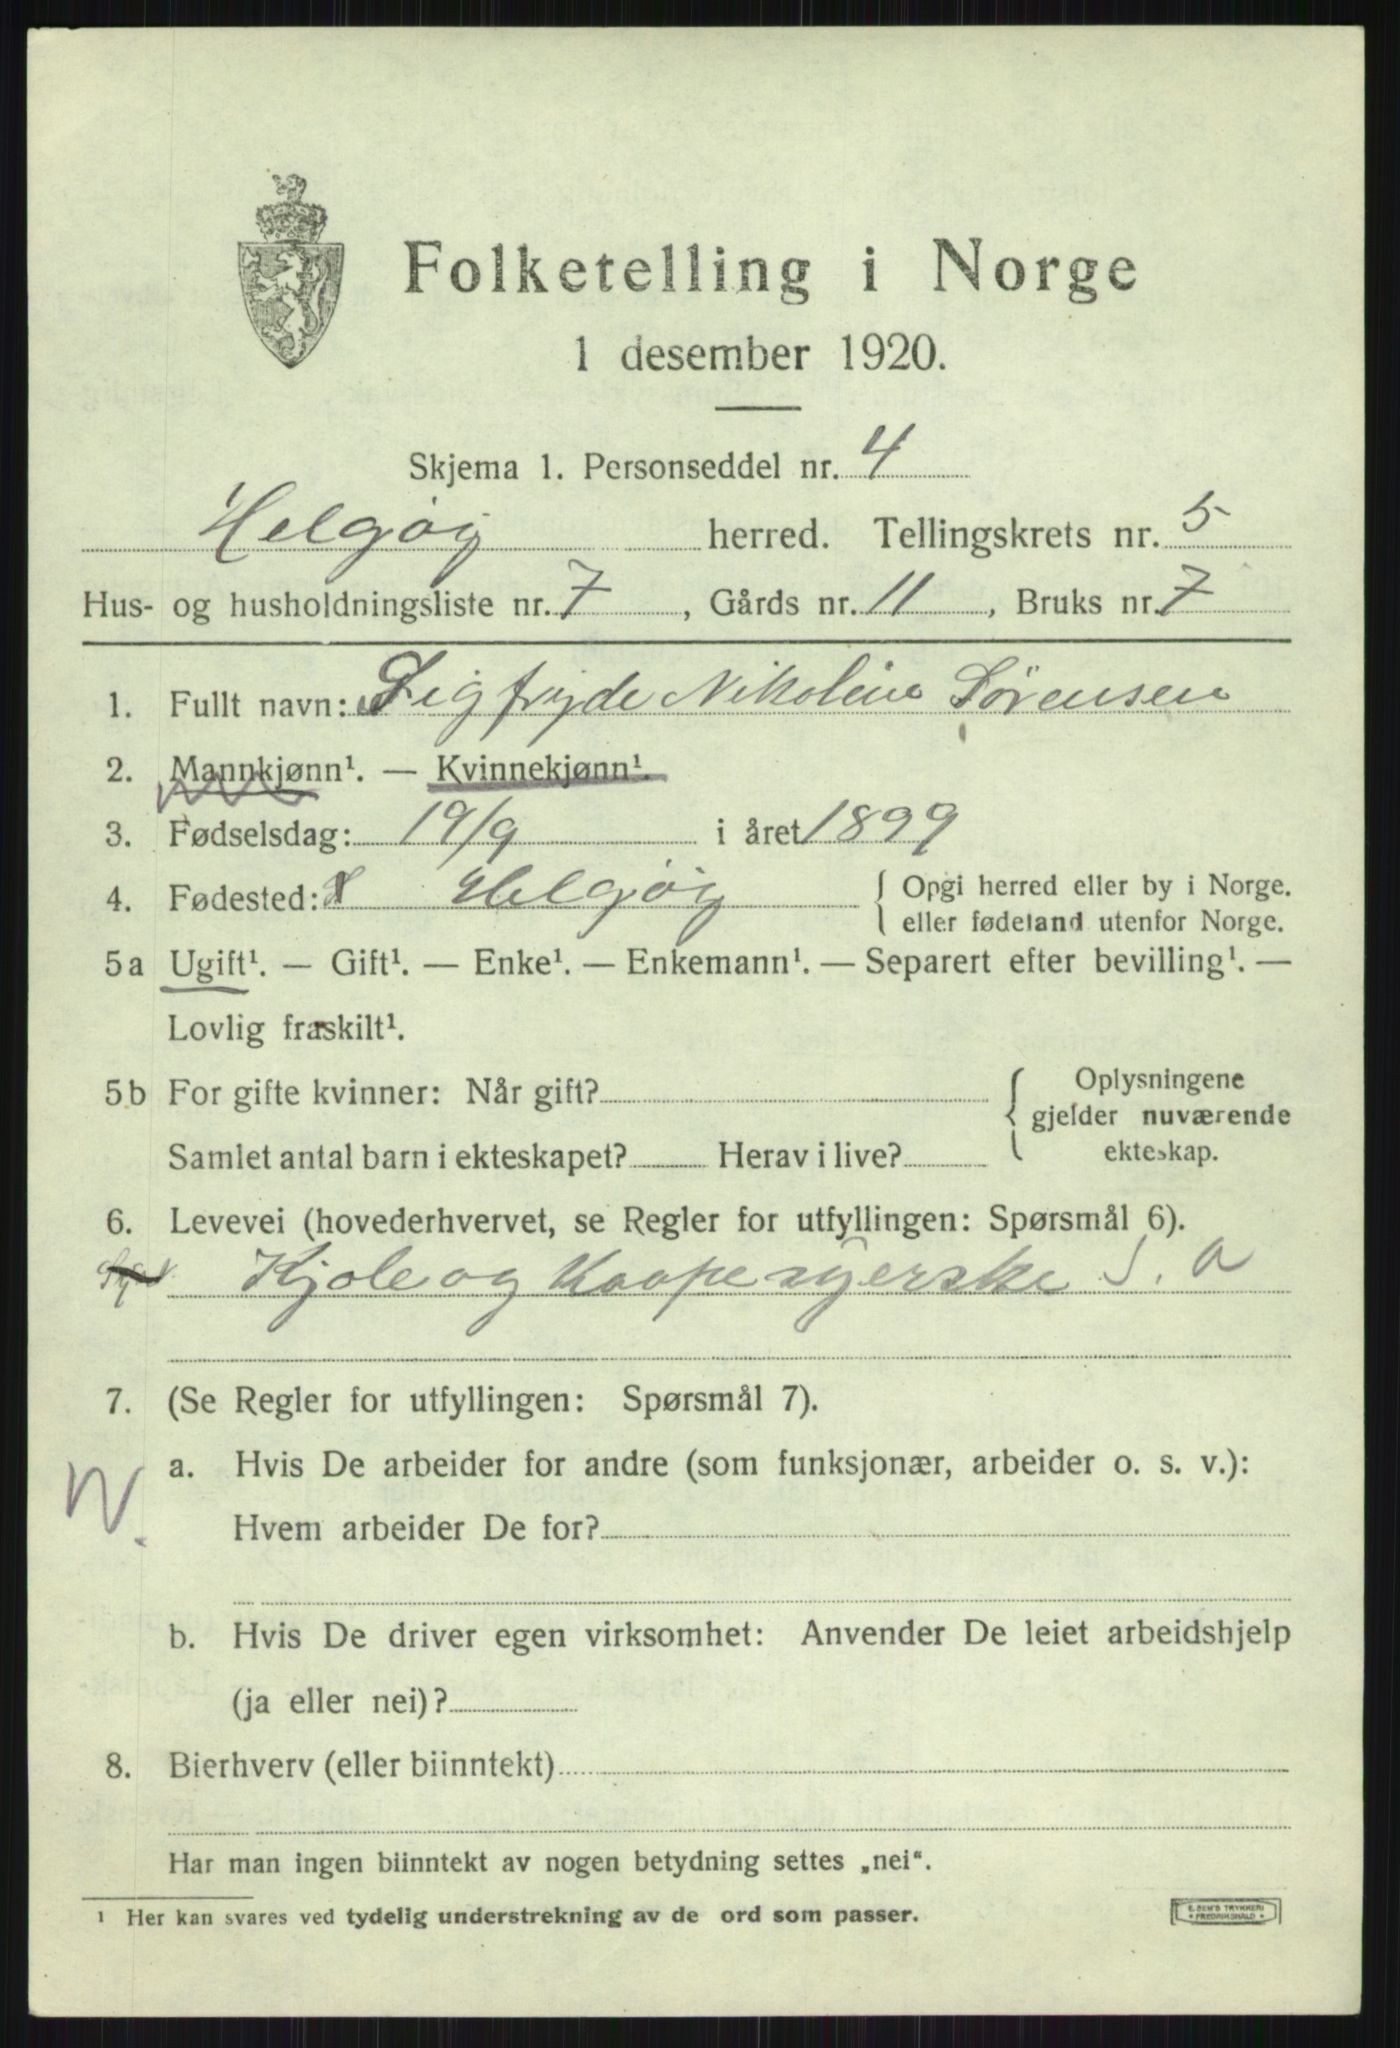 Folketelling i Norge
1 desember 1920.
Skjema 1. Personseddel nr. 4
Helgøy herred. Tellingskrets nr. 5
Hus- og husholdningsliste nr. 7, Gårds nr. 11, Bruks nr. 7
1. Fullt navn: Sigfryde Nikoleine Sørensen
2. Mannkjønn¹. — Kvinnekjønn¹.
3. Fødselsdag: 19/9 i året 1899
4. Fødested: Helgøy { Opgi herred eller by i Norge.
eller fødeland utenfor Norge.
5a Ugift¹. — Gift¹. — Enke¹. — Enkemann¹. — Separert efter bevilling¹. —
Lovlig fraskilt¹.
5b For gifte kvinner: Når gift? { Oplysningene
gjelder nuværende
Samlet antal barn i ekteskapet? Herav i live? ekteskap.
6. Levevei (hovederhvervet, se Regler for utfyllingen: Spørsmål 6).
Kjole og Kaapesyerske S. a
7. (Se Regler for utfyllingen: Spørsmål 7).
a. Hvis De arbeider for andre (som funksjonær, arbeider o. s. v.):
Hvem arbeider De for?
b. Hvis De driver egen virksomhet: Anvender De leiet arbeidshjelp
(ja eller nei)?
8. Bierhverv (eller biinntekt)
Har man ingen biinntekt av nogen betydning settes „nei“.
¹ Her kan svares ved tydelig understrekning av de ord som passer.
E. SEM'S TRYKKERI
FREDRIKSHALD